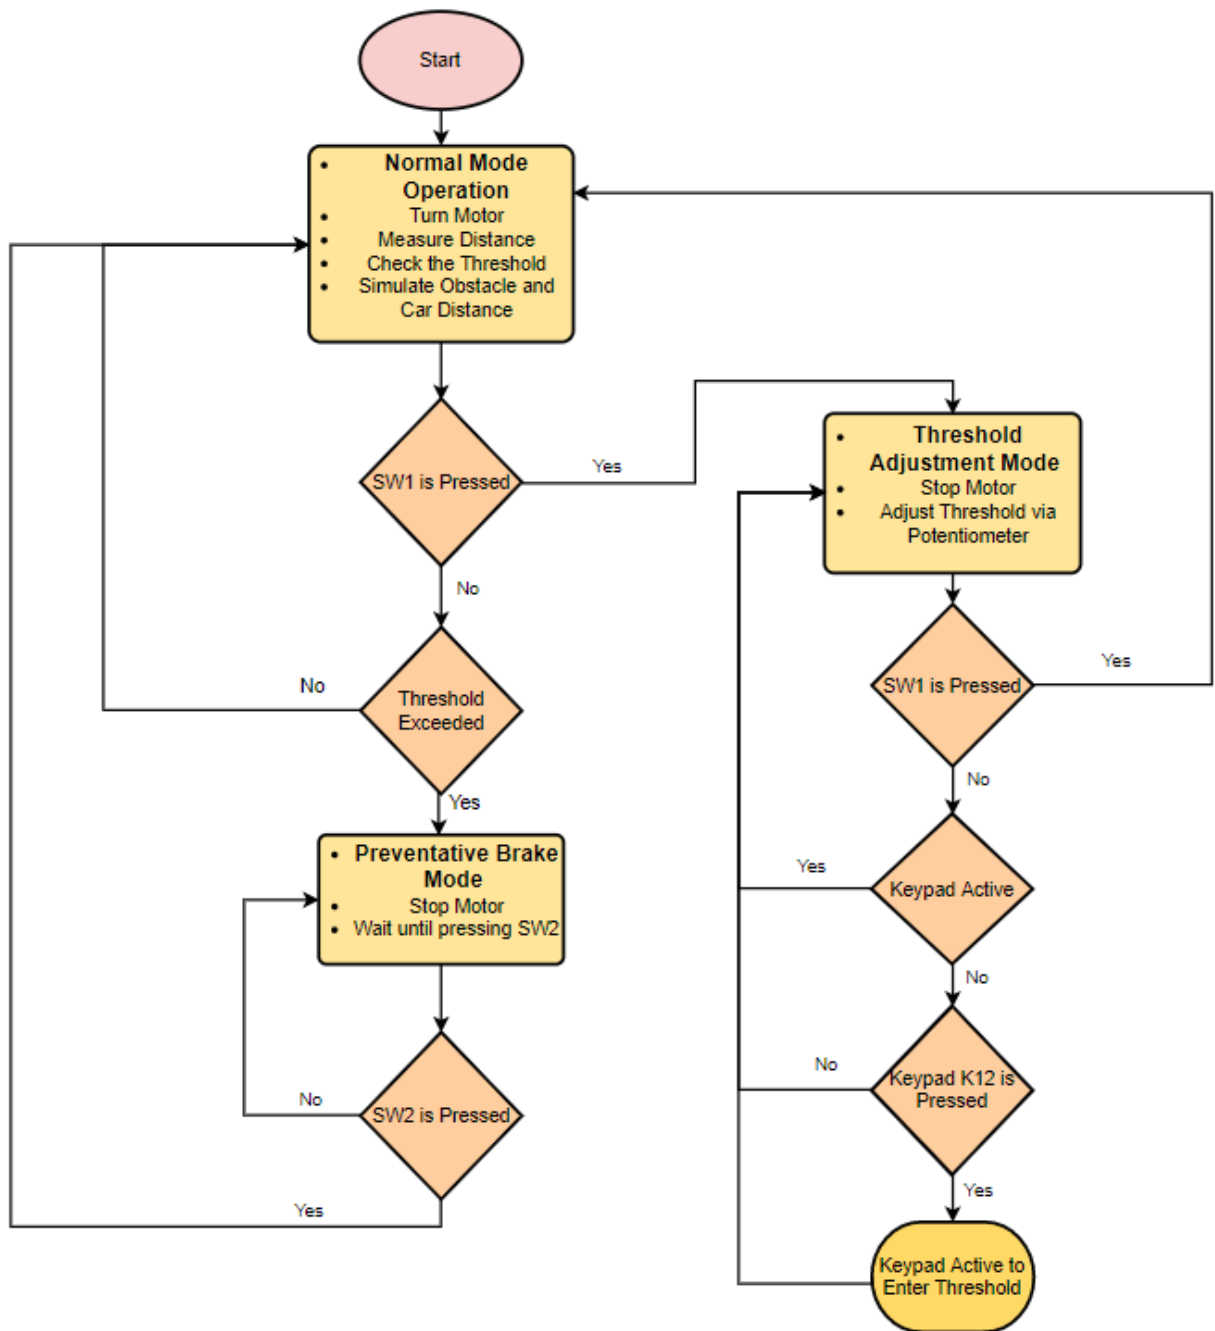 Start
• Normal Mode
Operation
• Turn Motor
• Measure Distance
• Check the Threshold
• Simulate Obstacle and
Car Distance
SW1 is Pressed
Yes
No
Threshold
Exceeded
No
Yes
• Preventative Brake
Mode
• Stop Motor
• Wait until pressing SW2
SW2 is Pressed
No
Yes
• Threshold
Adjustment Mode
• Stop Motor
• Adjust Threshold via
Potentiometer
SW1 is Pressed
Yes
No
Keypad Active
Yes
No
Keypad K12 is
Pressed
No
Yes
Keypad Active to
Enter Threshold